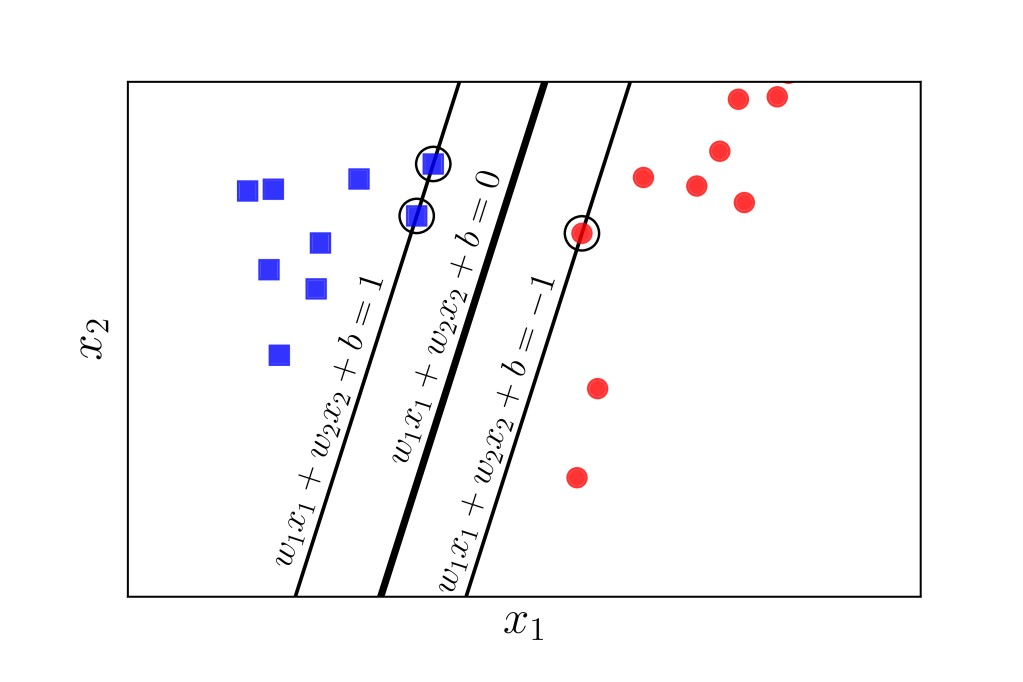 x₂
w₁x₁ + w₂x₂ + b = 1
w₁x₁ + w₂x₂ + b = 0
w₁x₁ + w₂x₂ + b = −1
x₁